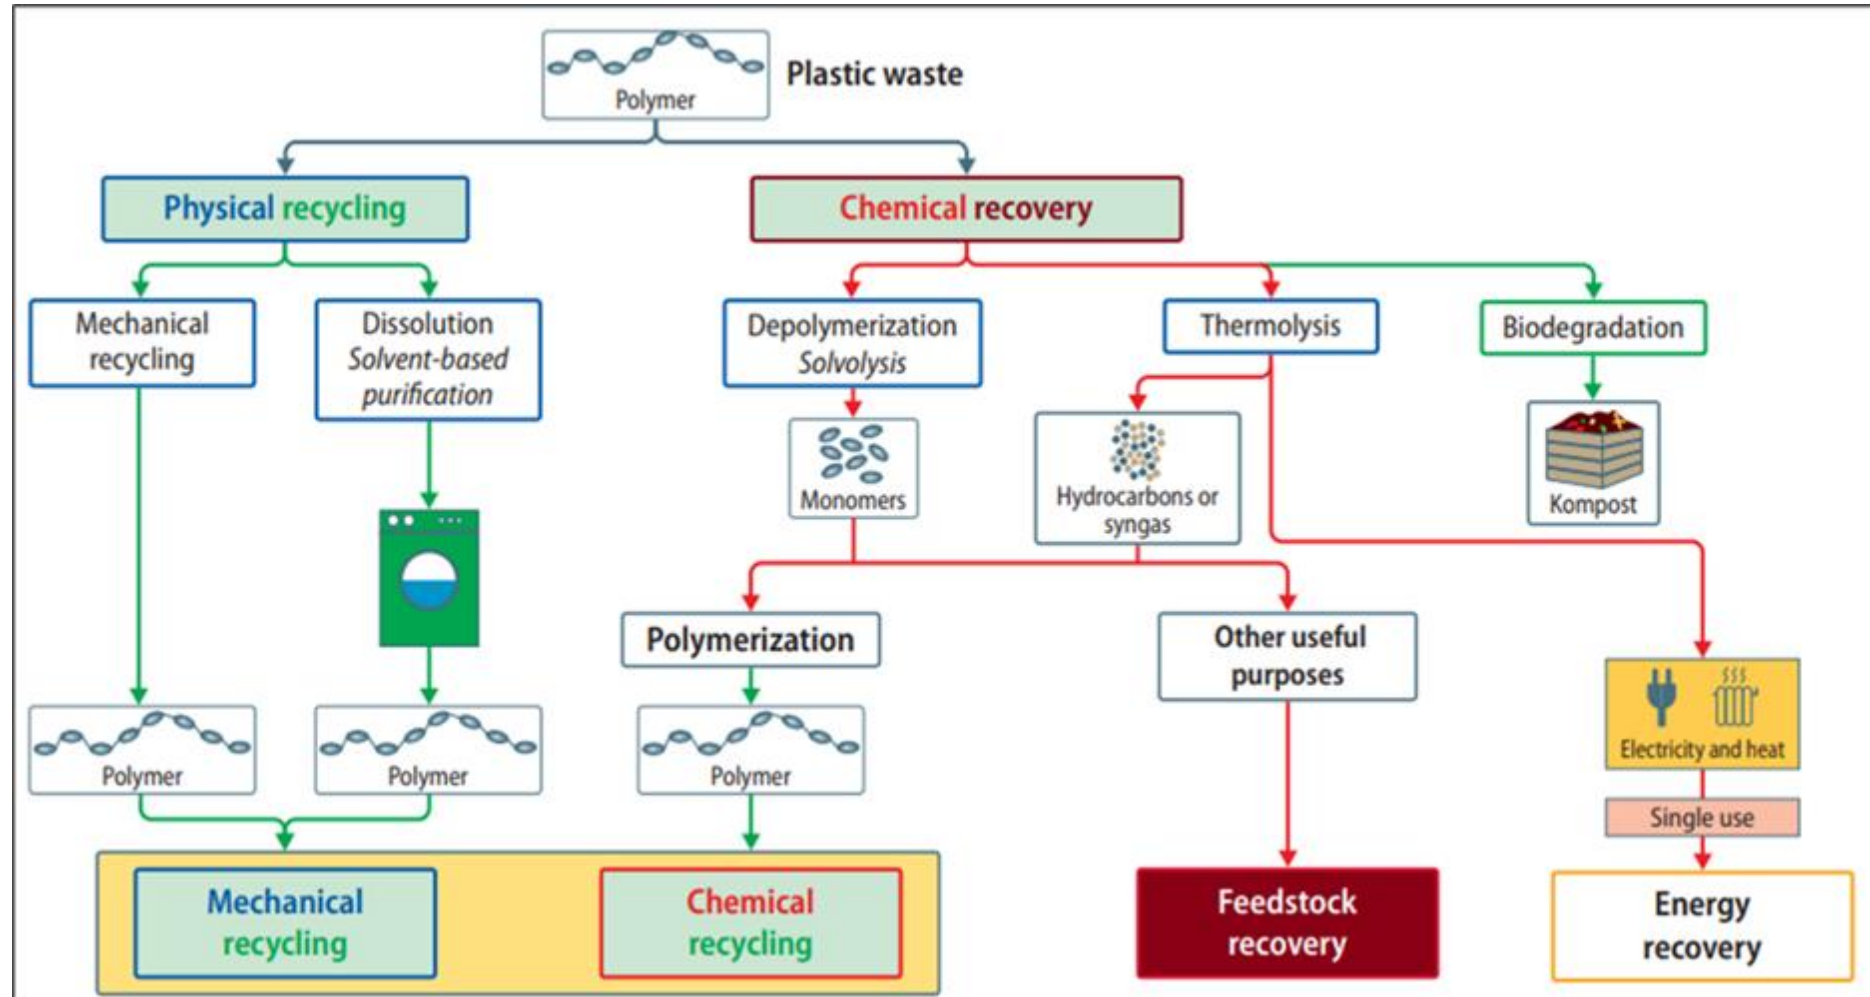 Polymer
Plastic waste
Physical recycling
Chemical recovery
Mechanical
recycling
Dissolution
Solvent-based
purification
Depolymerization
Solvolysis
Thermolysis
Biodegradation
Monomers
Hydrocarbons or
syngas
Kompost
Polymerization
Other useful
purposes
Electricity and heat
Polymer
Polymer
Polymer
Single use
Mechanical
recycling
Chemical
recycling
Feedstock
recovery
Energy
recovery